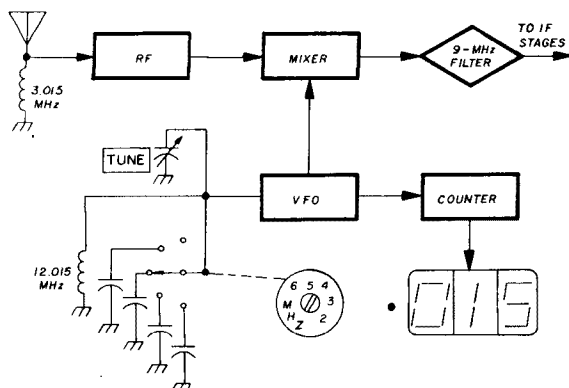 RF
MIXER
9-MHz
FILTER
TO IF
STAGES
3.015
MHz
TUNE
VFO
COUNTER
12.015
MHz
6 5 4 3 2
MHz
.015